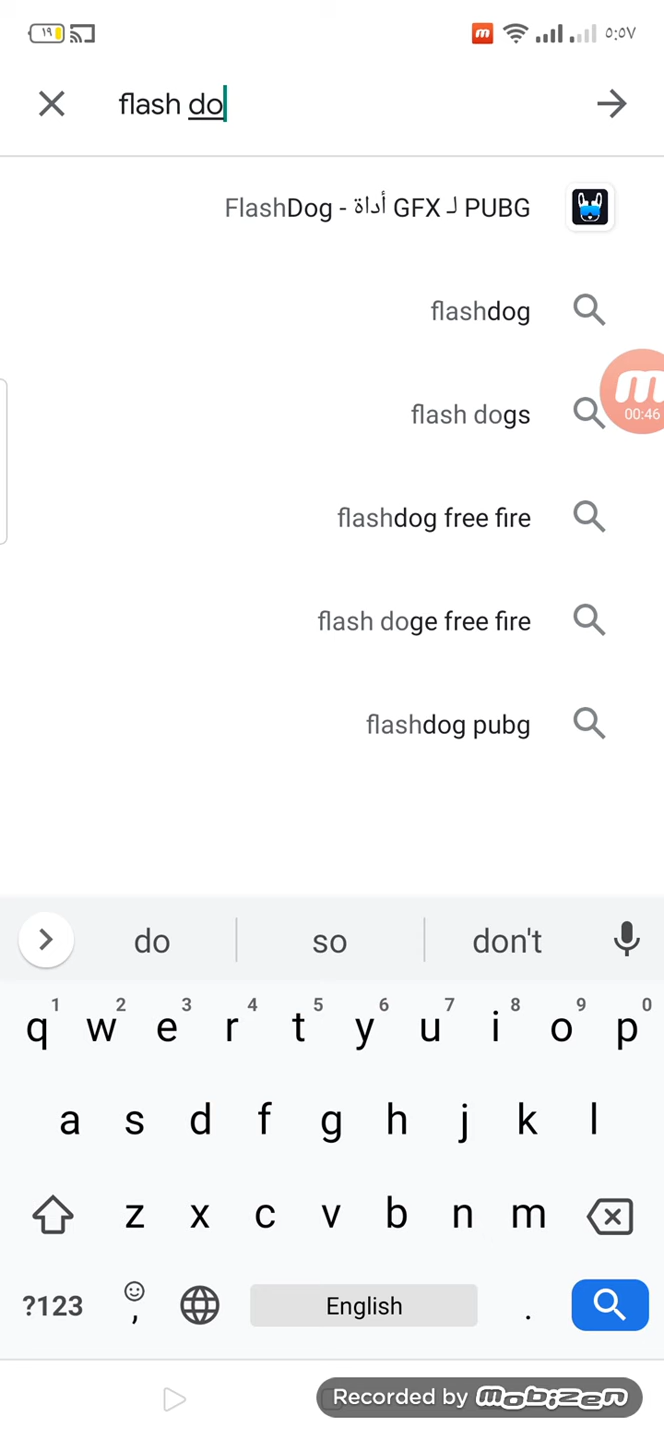 ١٩ ٥:٥٧
flash do
FlashDog - أداة GFX لـ PUBG
flashdog
flash dogs
00:46
flashdog free fire
flash doge free fire
flashdog pubg
do so don't
1 2 3 4 5 6 7 8 9 0
q w e r t y u i o p
a s d f g h j k l
z x c v b n m
?123 , English .
Recorded by mobizen